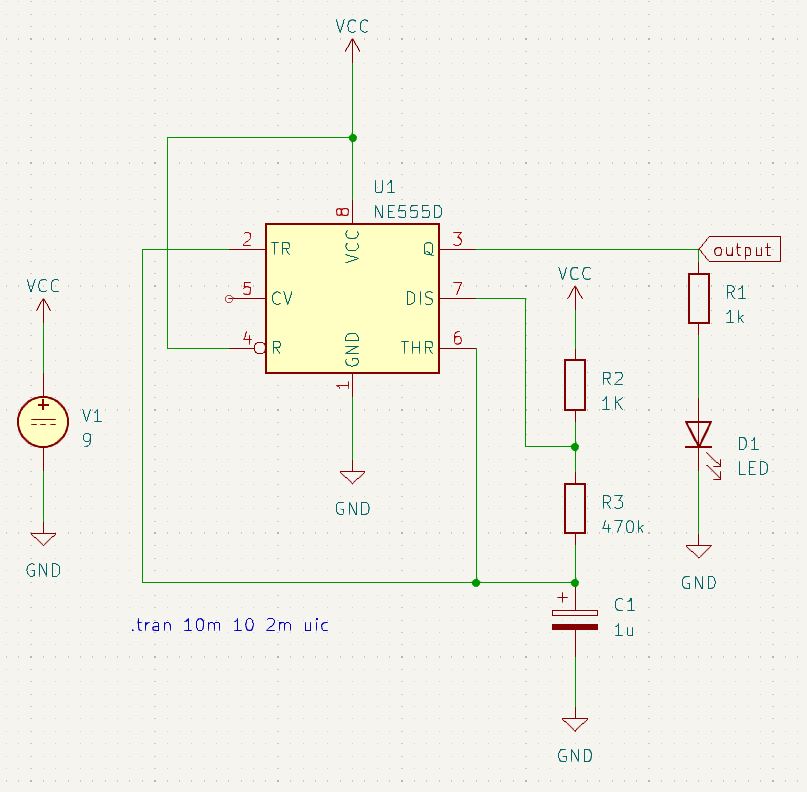 VCC
U1
NE555D
8
2
TR
VCC
Q
3
output
5
CV
DIS
7
VCC
R1
1k
VCC
4
R
GND
THR
6
1
R2
1K
V1
9
D1
LED
R3
470k
GND
GND
GND
C1
1u
.tran 10m 10 2m uic
GND